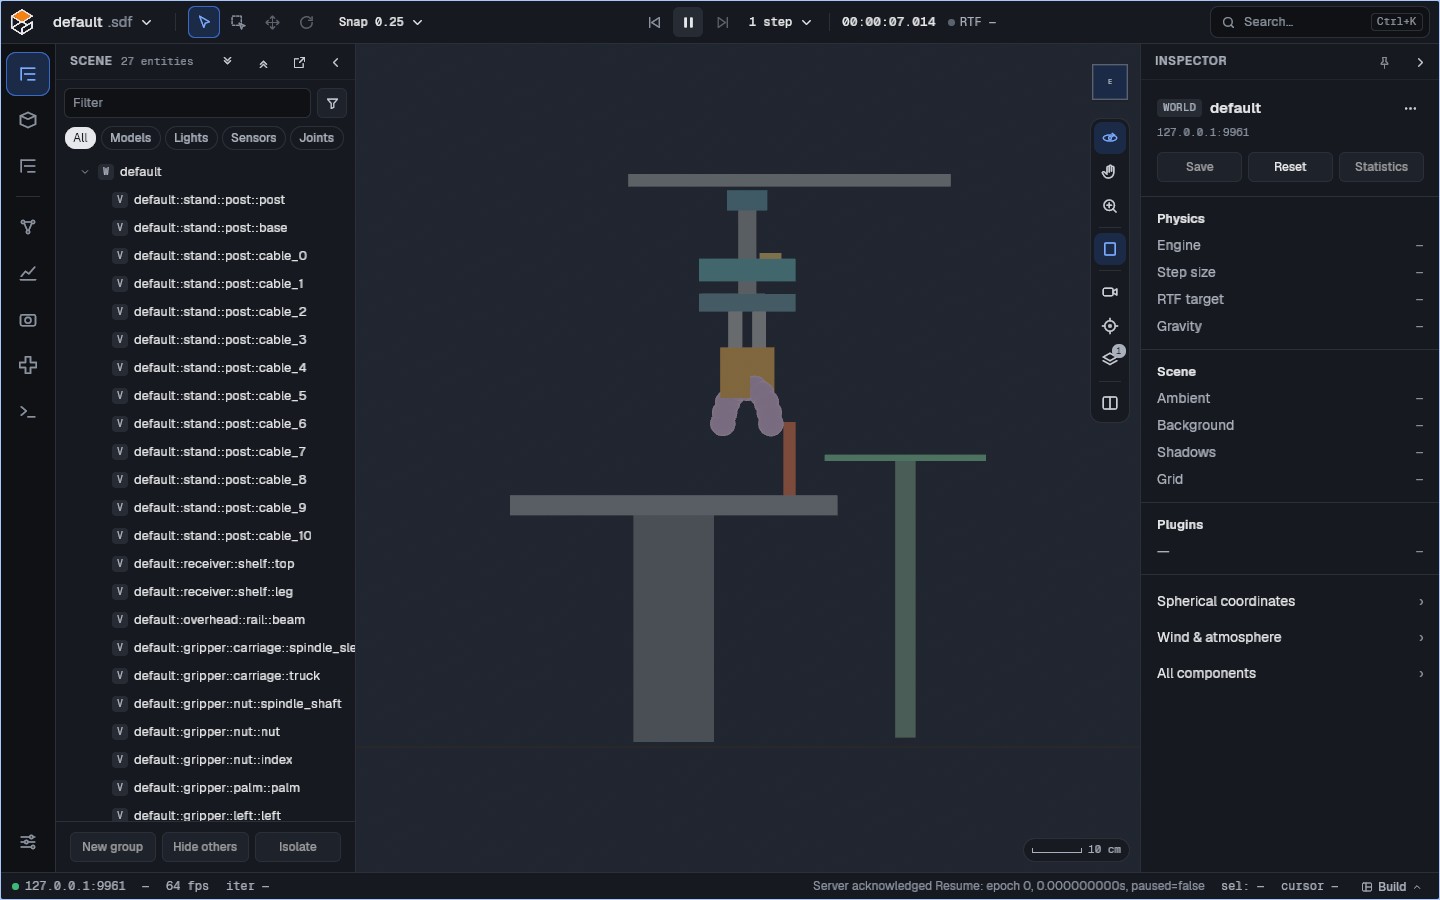 default .sdf
Snap 0.25
1 step
00:00:07.014
RTF –
Search...
Ctrl+K
SCENE 27 entities
Filter
All
Models
Lights
Sensors
Joints
W default
V default::stand::post::post
V default::stand::post::base
V default::stand::post::cable_0
V default::stand::post::cable_1
V default::stand::post::cable_2
V default::stand::post::cable_3
V default::stand::post::cable_4
V default::stand::post::cable_5
V default::stand::post::cable_6
V default::stand::post::cable_7
V default::stand::post::cable_8
V default::stand::post::cable_9
V default::stand::post::cable_10
V default::receiver::shelf::top
V default::receiver::shelf::leg
V default::overhead::rail::beam
V default::gripper::carriage::spindle_sle
V default::gripper::carriage::truck
V default::gripper::nut::spindle_shaft
V default::gripper::nut::nut
V default::gripper::nut::index
V default::gripper::palm::palm
V default::gripper::left::left
New group
Hide others
Isolate
E
1
10 cm
INSPECTOR
WORLD default
127.0.0.1:9961
Save
Reset
Statistics
Physics
Engine –
Step size –
RTF target –
Gravity –
Scene
Ambient –
Background –
Shadows –
Grid –
Plugins
— –
Spherical coordinates
Wind & atmosphere
All components
127.0.0.1:9961 – 64 fps iter –
Server acknowledged Resume: epoch 0, 0.000000000s, paused=false
sel: –
cursor –
Build